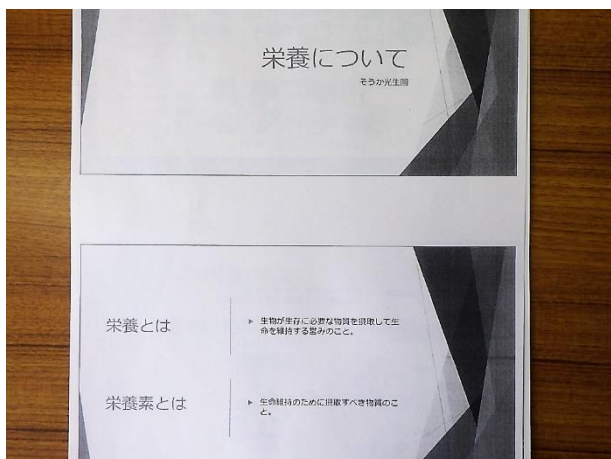 栄養について
そうか光生園
栄養とは
▶ 生物が生存に必要な物質を摂取して生
命を維持する営みのこと。
栄養素とは
▶ 生命維持のために摂取すべき物質のこ
と。